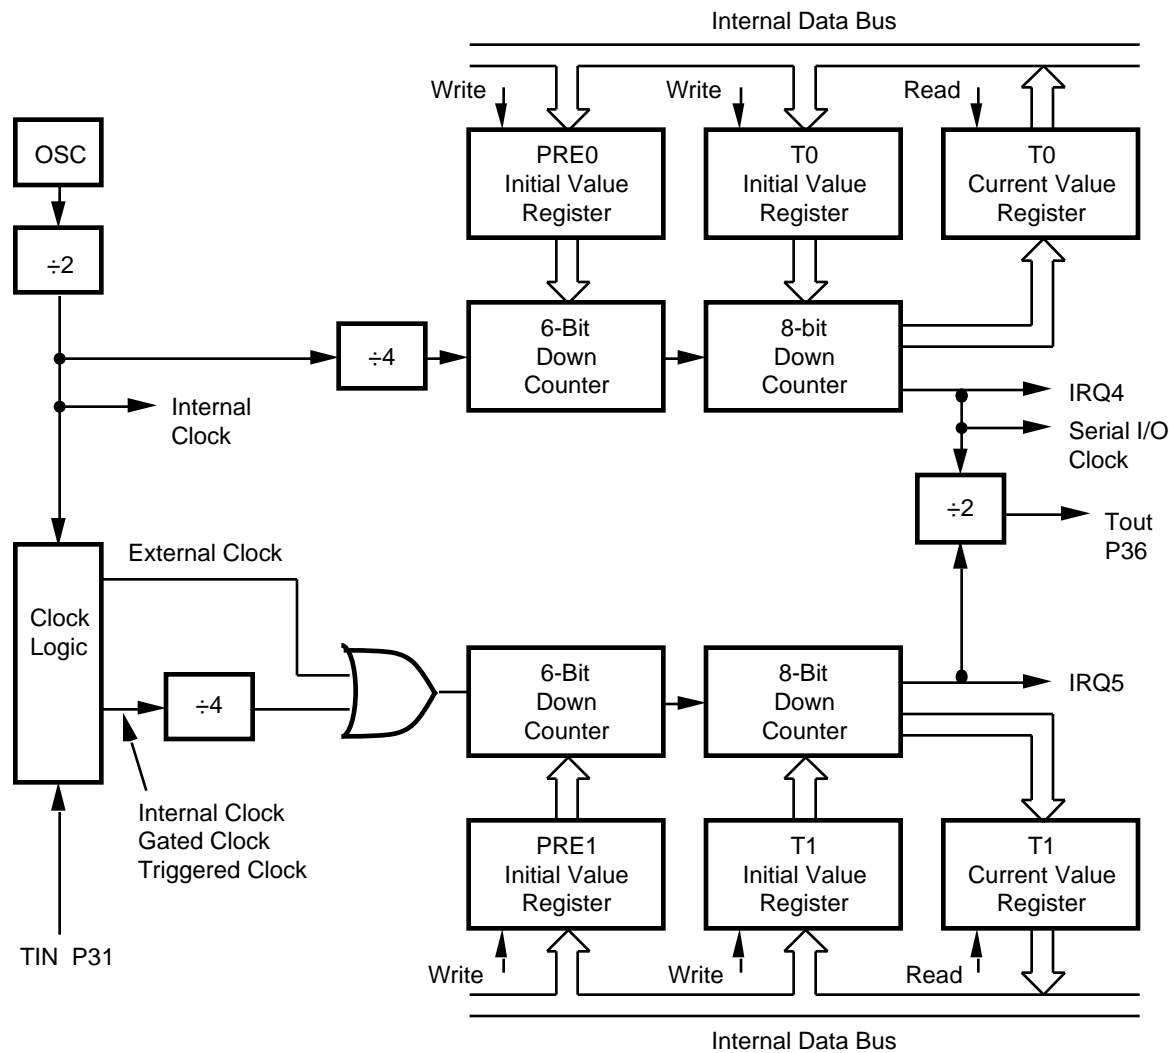 Internal Data Bus
Write
Write
Read
OSC
PRE0
Initial Value
Register
T0
Initial Value
Register
T0
Current Value
Register
÷2
÷4
6-Bit
Down
Counter
8-bit
Down
Counter
IRQ4
Internal
Clock
Serial I/O
Clock
÷2
Tout
P36
External Clock
Clock
Logic
÷4
6-Bit
Down
Counter
8-Bit
Down
Counter
IRQ5
Internal Clock
Gated Clock
Triggered Clock
PRE1
Initial Value
Register
T1
Initial Value
Register
T1
Current Value
Register
TIN P31
Write
Write
Read
Internal Data Bus